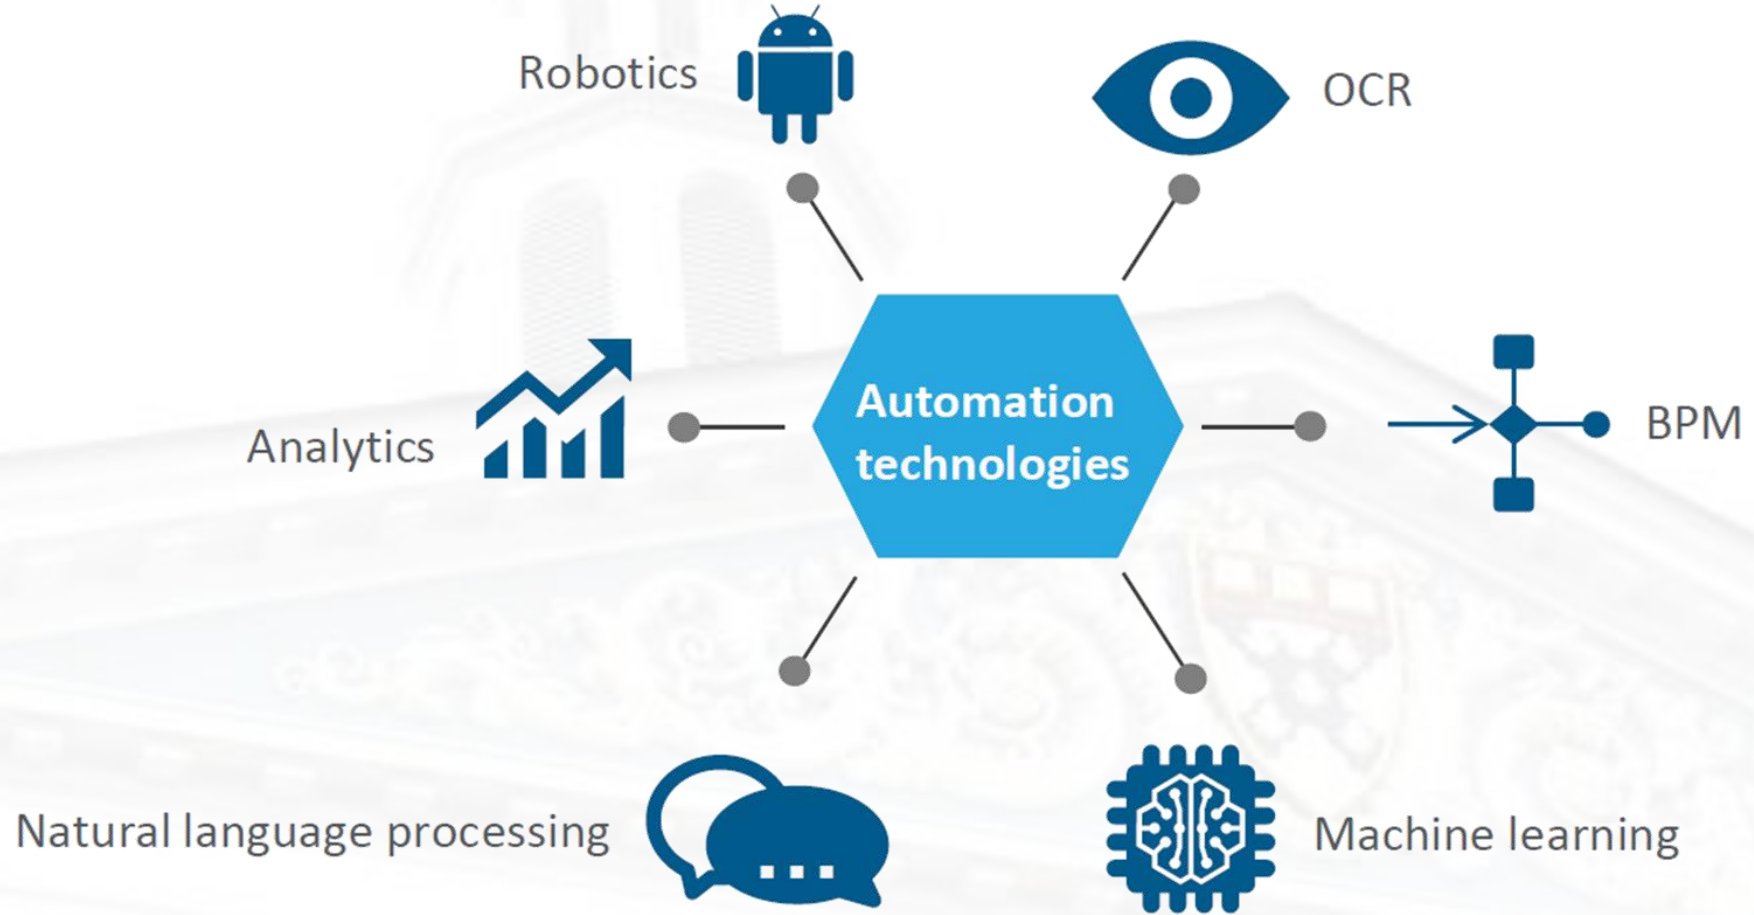 Robotics
OCR
Automation
technologies
Analytics
BPM
Natural language processing
Machine learning